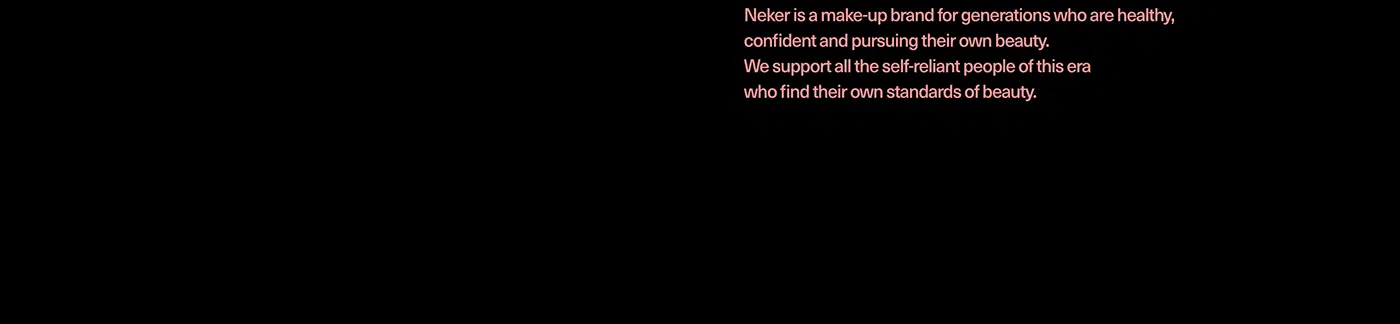 Neker is a make-up brand for generations who are healthy,
confident and pursuing their own beauty.
We support all the self-reliant people of this era
who find their own standards of beauty.